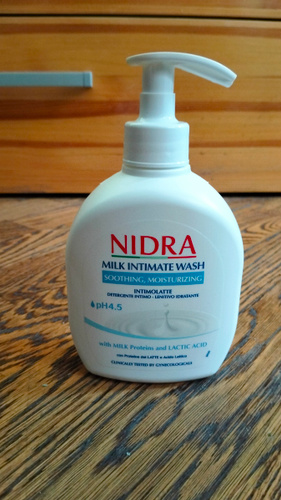 NIDRA
MILK INTIMATE WASH
SOOTHING, MOISTURIZING
INTIMOLATTE
DETERGENTE INTIMO - LENITIVO IDRATANTE
pH4.5
with MILK Proteins and LACTIC ACID
con Proteine del LATTE e Acido Lattico
CLINICALLY TESTED BY GYNECOLOGICALS